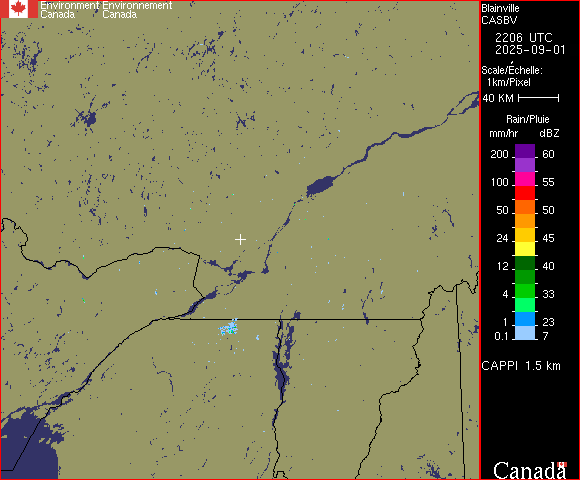 Environment Environnement
Canada Canada
Blainville
CASBV
2206 UTC
2025-09-01
Scale/Échelle:
1km/Pixel
40 KM
Rain/Pluie
mm/hr dBZ
200 60
55
100 55
50 50
24 45
12 40
4 33
1 23
0.1 7
CAPPI 1.5 km
Canada